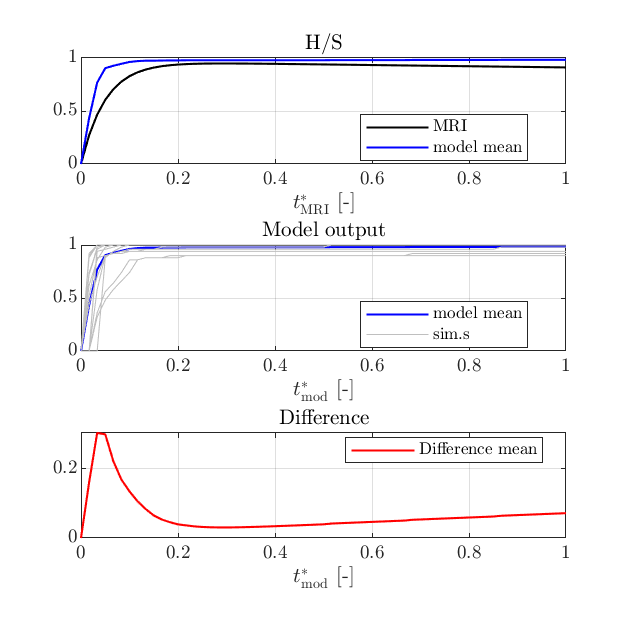 H/S
1
0.5
0
MRI
model mean
0 0.2 0.4 0.6 0.8 1
t*MRI [-]
Model output
1
0.5
0
model mean
sim.s
0 0.2 0.4 0.6 0.8 1
t*mod [-]
Difference
0.2
0
Difference mean
0 0.2 0.4 0.6 0.8 1
t*mod [-]